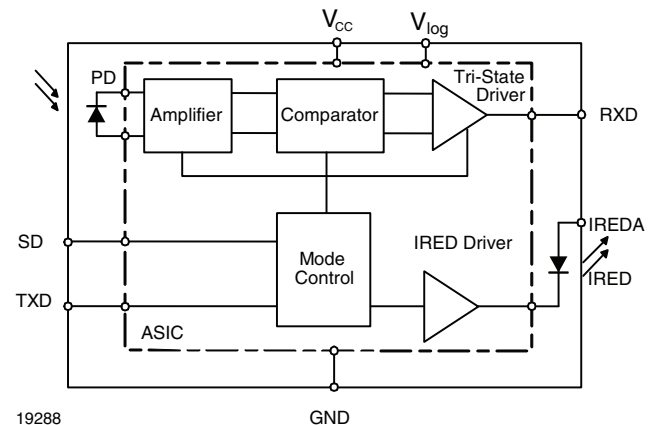 VCC
Vlog
PD
Tri-State
Driver
Amplifier
Comparator
RXD
SD
IRED Driver
IREDA
Mode
Control
IRED
TXD
ASIC
19288
GND